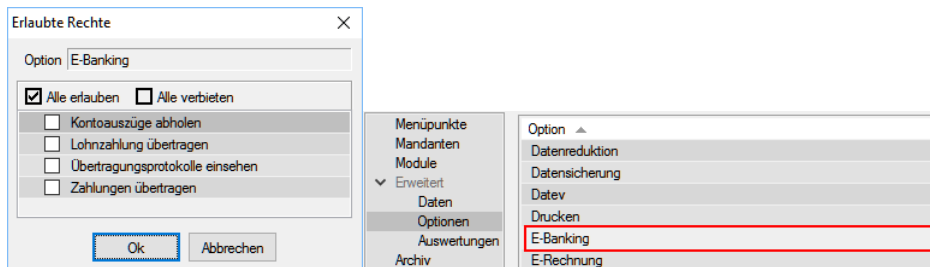 Erlaubte Rechte
Option E-Banking
Alle erlauben Alle verbieten
Kontoauszüge abholen
Lohnzahlung übertragen
Übertragungsprotokolle einsehen
Zahlungen übertragen
Ok Abbrechen
Menüpunkte
Mandanten
Module
Erweitert
Daten
Optionen
Auswertungen
Archiv
Option
Datenreduktion
Datensicherung
Datev
Drucken
E-Banking
E-Rechnung